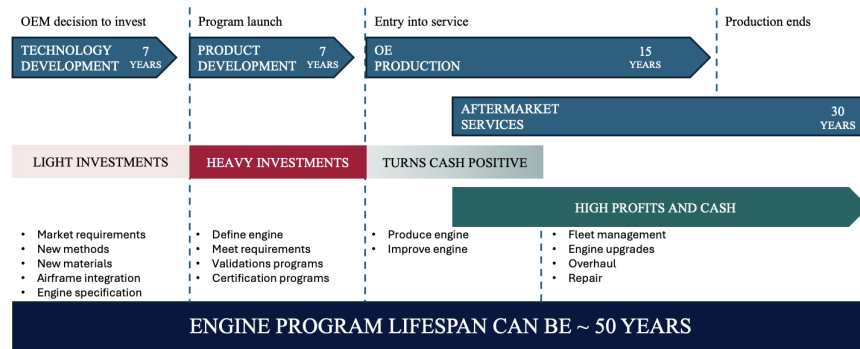 OEM decision to invest
Program launch
Entry into service
Production ends
TECHNOLOGY
DEVELOPMENT
7
YEARS
PRODUCT
DEVELOPMENT
7
YEARS
OE
PRODUCTION
15
YEARS
AFTERMARKET
SERVICES
30
YEARS
LIGHT INVESTMENTS
HEAVY INVESTMENTS
TURNS CASH POSITIVE
HIGH PROFITS AND CASH
• Market requirements
• New methods
• New materials
• Airframe integration
• Engine specification
• Define engine
• Meet requirements
• Validations programs
• Certification programs
• Produce engine
• Improve engine
• Fleet management
• Engine upgrades
• Overhaul
• Repair
ENGINE PROGRAM LIFESPAN CAN BE ~ 50 YEARS